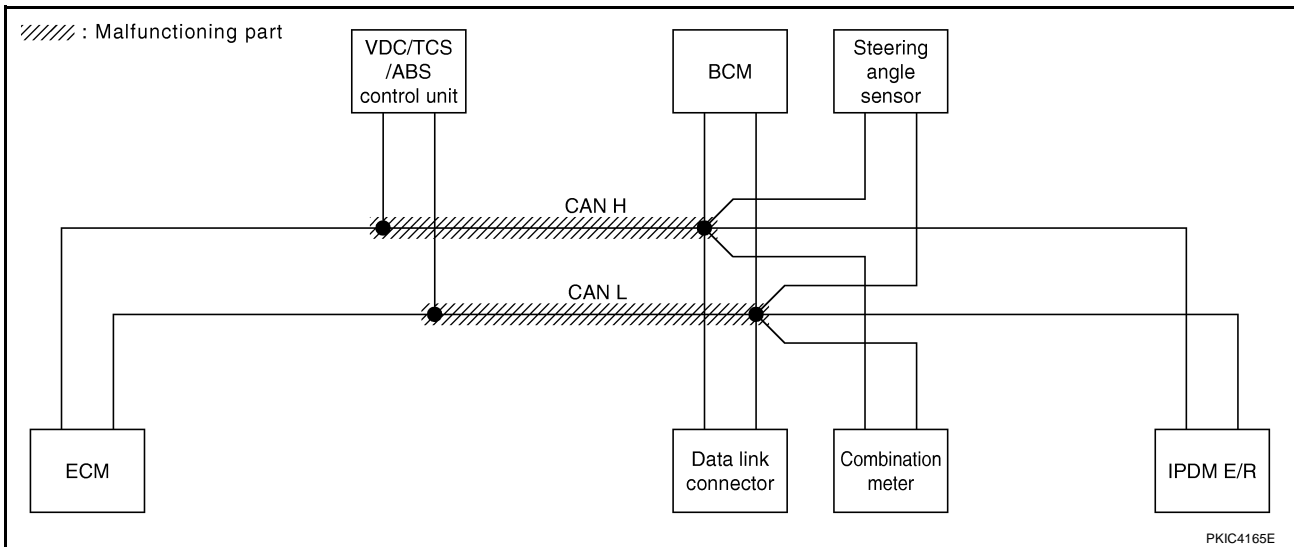 : Malfunctioning part
VDC/TCS
/ABS
control unit
BCM
Steering
angle
sensor
CAN H
CAN L
ECM
Data link
connector
Combination
meter
IPDM E/R
PKIC4165E